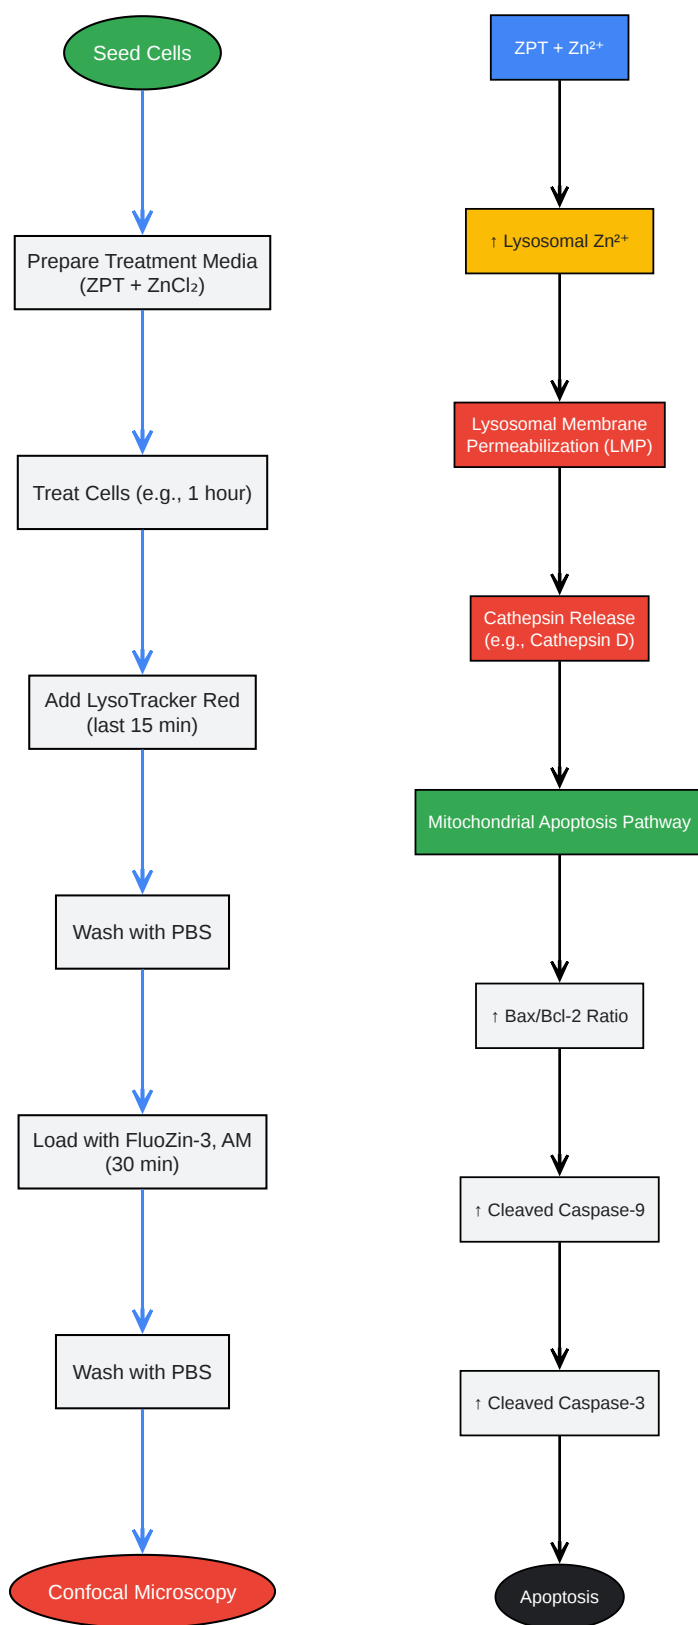 Seed Cells
Prepare Treatment Media
(ZPT + ZnCl₂)
Treat Cells (e.g., 1 hour)
Add LysoTracker Red
(last 15 min)
Wash with PBS
Load with FluoZin-3, AM
(30 min)
Wash with PBS
Confocal Microscopy
ZPT + Zn²⁺
↑ Lysosomal Zn²⁺
Lysosomal Membrane
Permeabilization (LMP)
Cathepsin Release
(e.g., Cathepsin D)
Mitochondrial Apoptosis Pathway
↑ Bax/Bcl-2 Ratio
↑ Cleaved Caspase-9
↑ Cleaved Caspase-3
Apoptosis